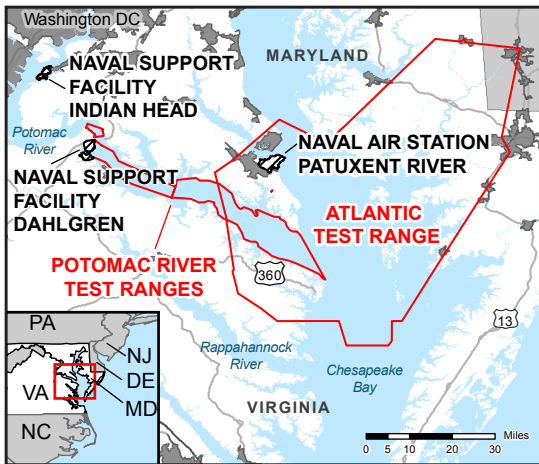 Washington DC
MARYLAND
NAVAL SUPPORT
FACILITY
INDIAN HEAD
Potomac
River
NAVAL AIR STATION
PATUXENT RIVER
NAVAL SUPPORT
FACILITY
DAHLGREN
ATLANTIC
TEST RANGE
POTOMAC RIVER
TEST RANGES
360
13
Rappahannock
River
Chesapeake
Bay
VIRGINIA
PA
NJ
DE
VA
MD
NC
Miles
0 5 10 20 30